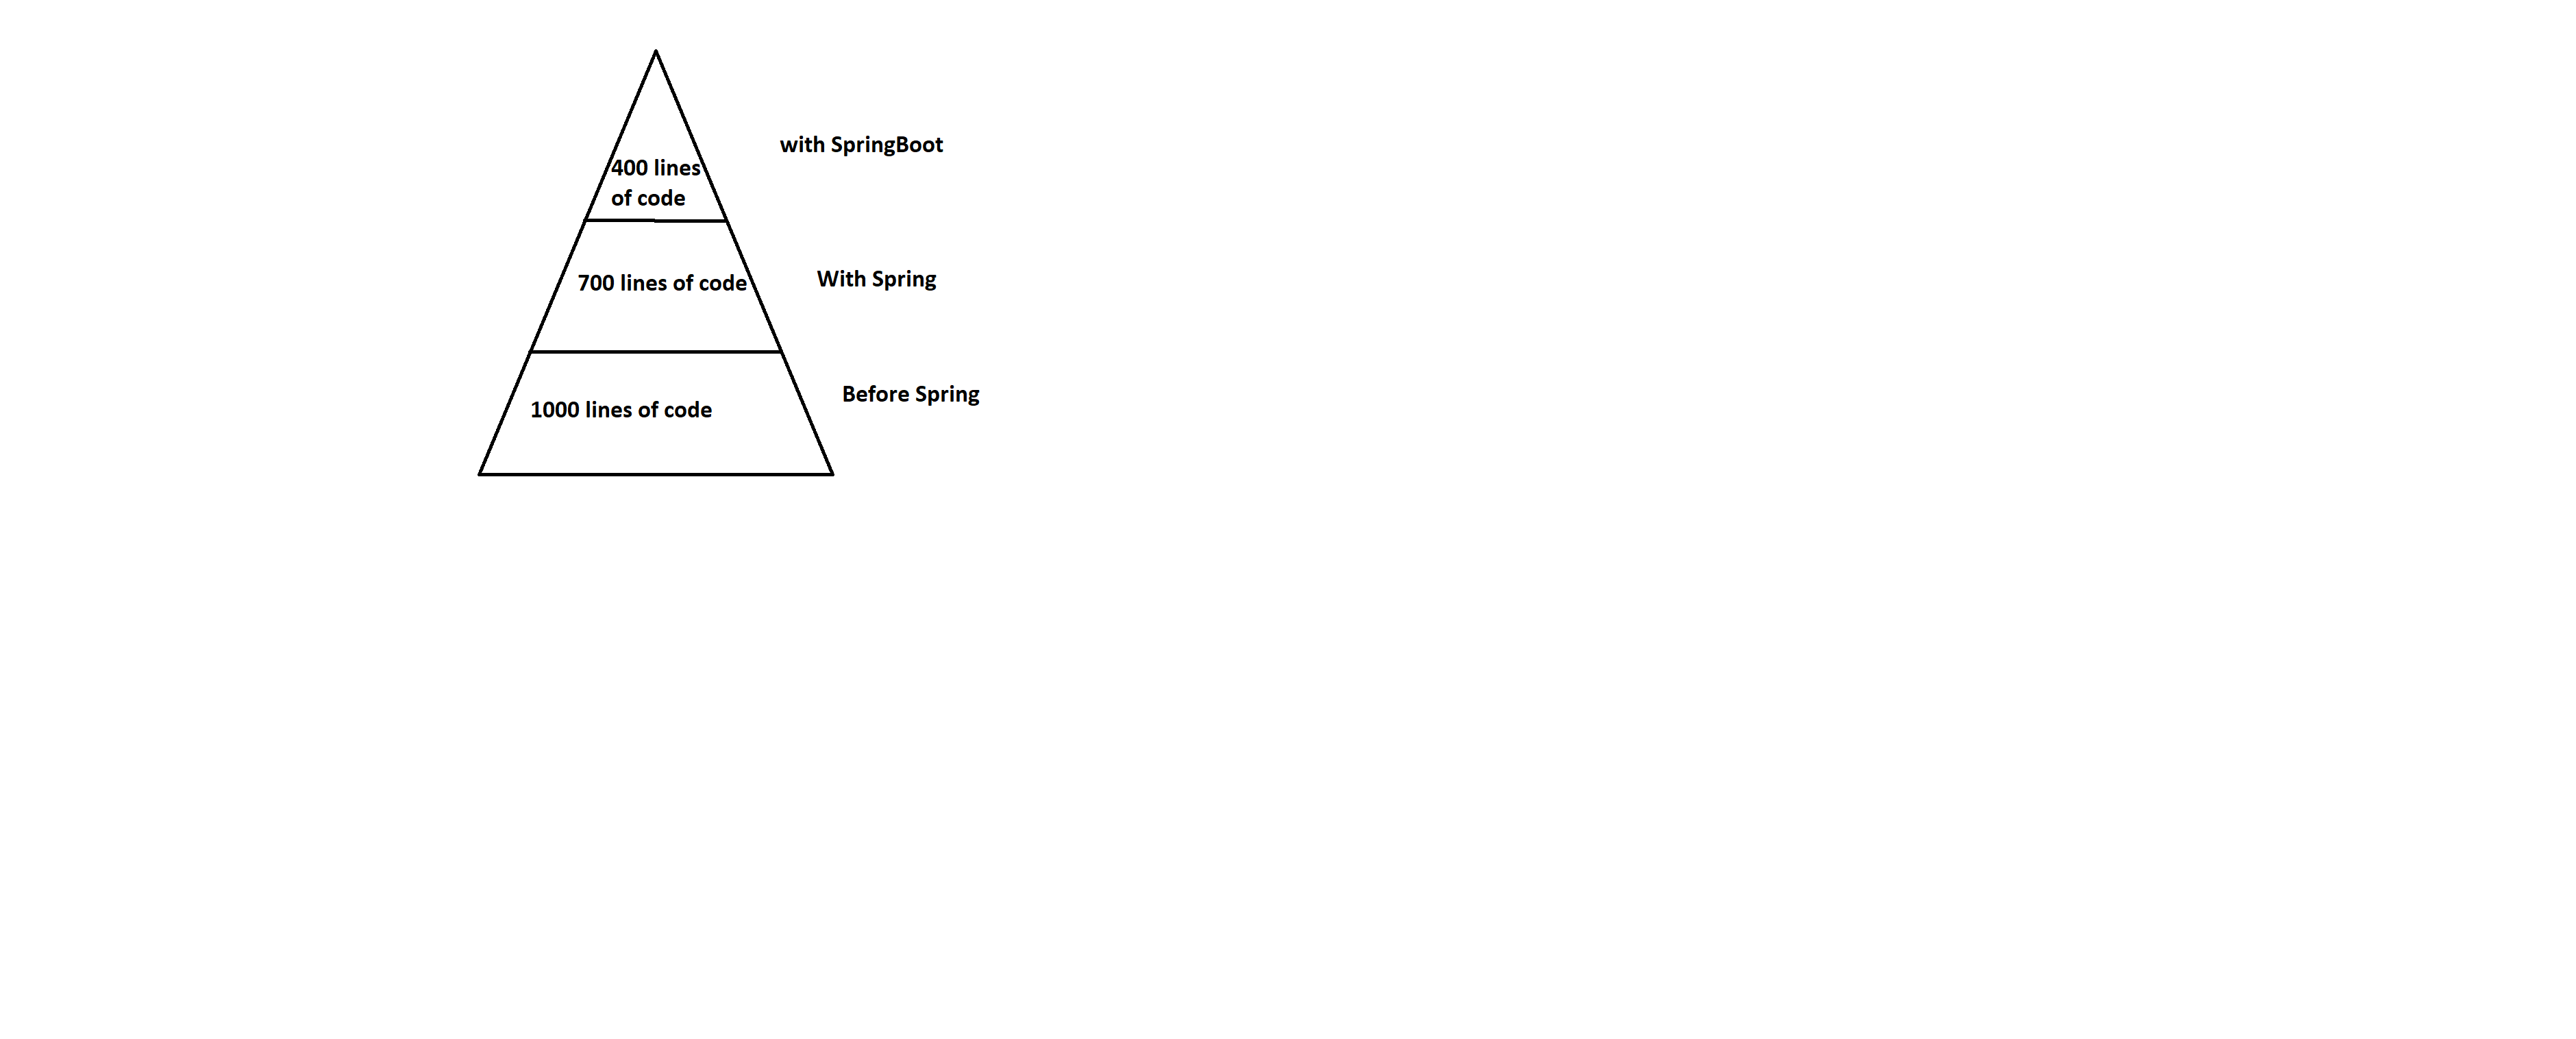 with SpringBoot
400 lines
of code
With Spring
700 lines of code
Before Spring
1000 lines of code